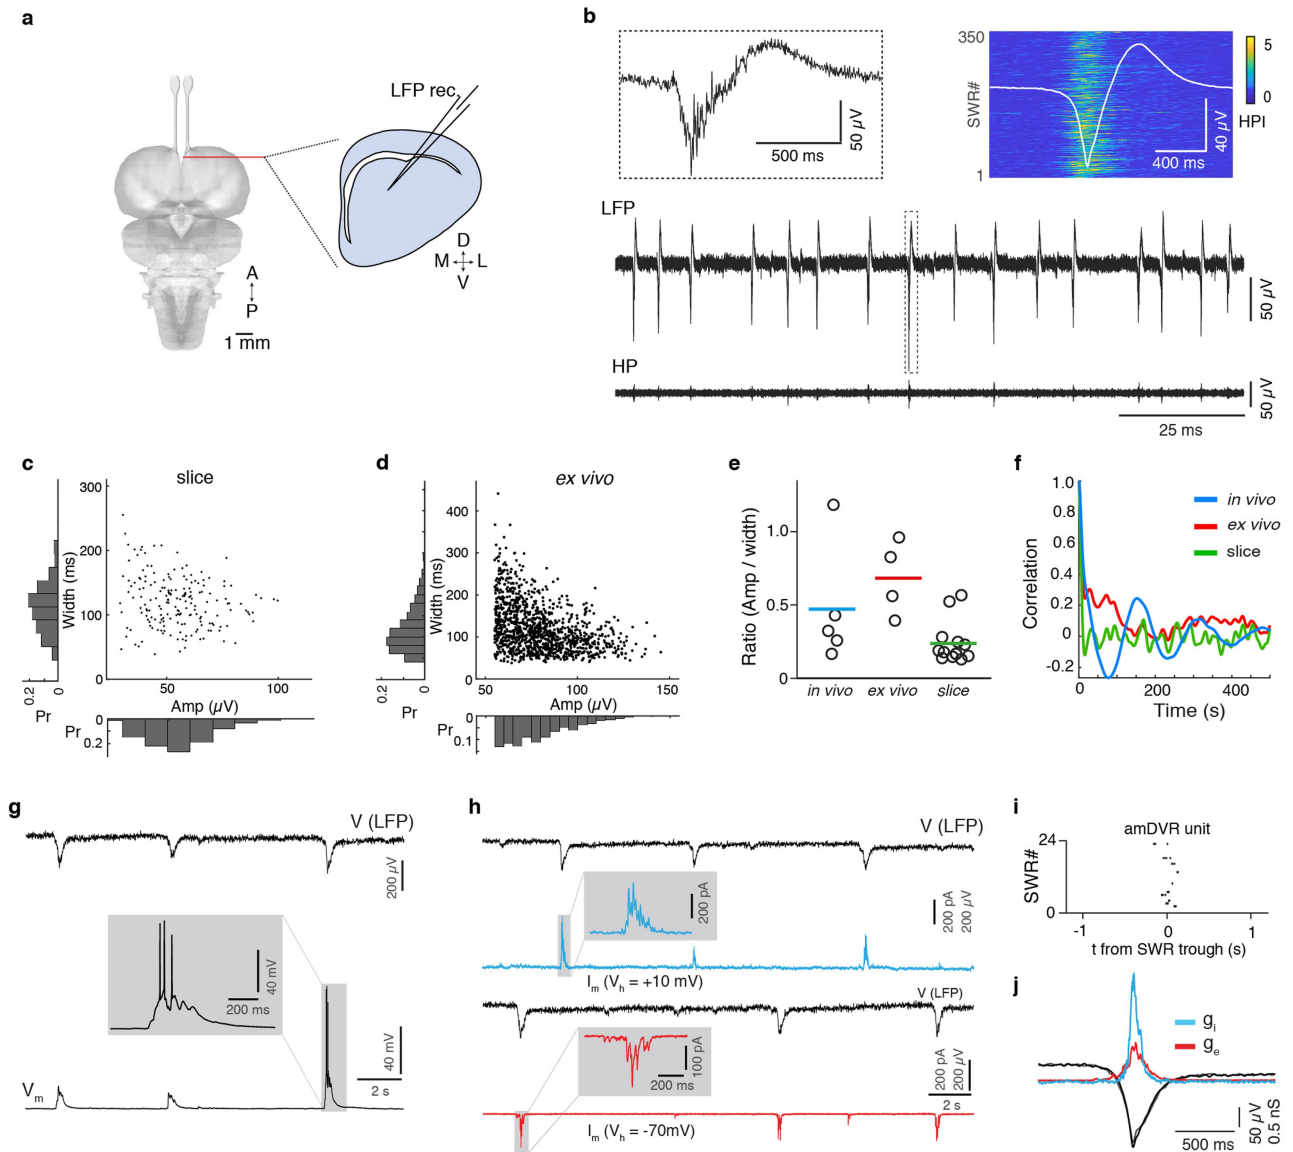 a
LFP rec.
D
M L
V
A
P
1 mm
b
50 µV
500 ms
350
SWR#
1
40 µV
400 ms
5
0
HPI
LFP
50 µV
HP
50 µV
25 ms
c
slice
300
200
100
0
Width (ms)
50
100
Amp (µV)
0.2
0
Pr
Pr
0
0.2
d
ex vivo
400
300
200
100
0
Width (ms)
50
100
150
Amp (µV)
0.2
0
Pr
Pr
0
0.1
e
Ratio (Amp / width)
1.0
0.5
0
in vivo
ex vivo
slice
f
Correlation
1.0
0.8
0.6
0.4
0.2
0
-0.2
in vivo
ex vivo
slice
0
200
400
Time (s)
g
V (LFP)
200 µV
40 mV
200 ms
40 mV
2 s
Vm
h
V (LFP)
200 pA
200 pA
200 µV
Im (Vh = +10 mV)
V (LFP)
100 pA
200 ms
200 pA
200 µV
2 s
Im (Vh = -70mV)
i
amDVR unit
24
SWR#
0
-1
0
1
t from SWR trough (s)
j
gi
ge
50 µV
0.5 nS
500 ms